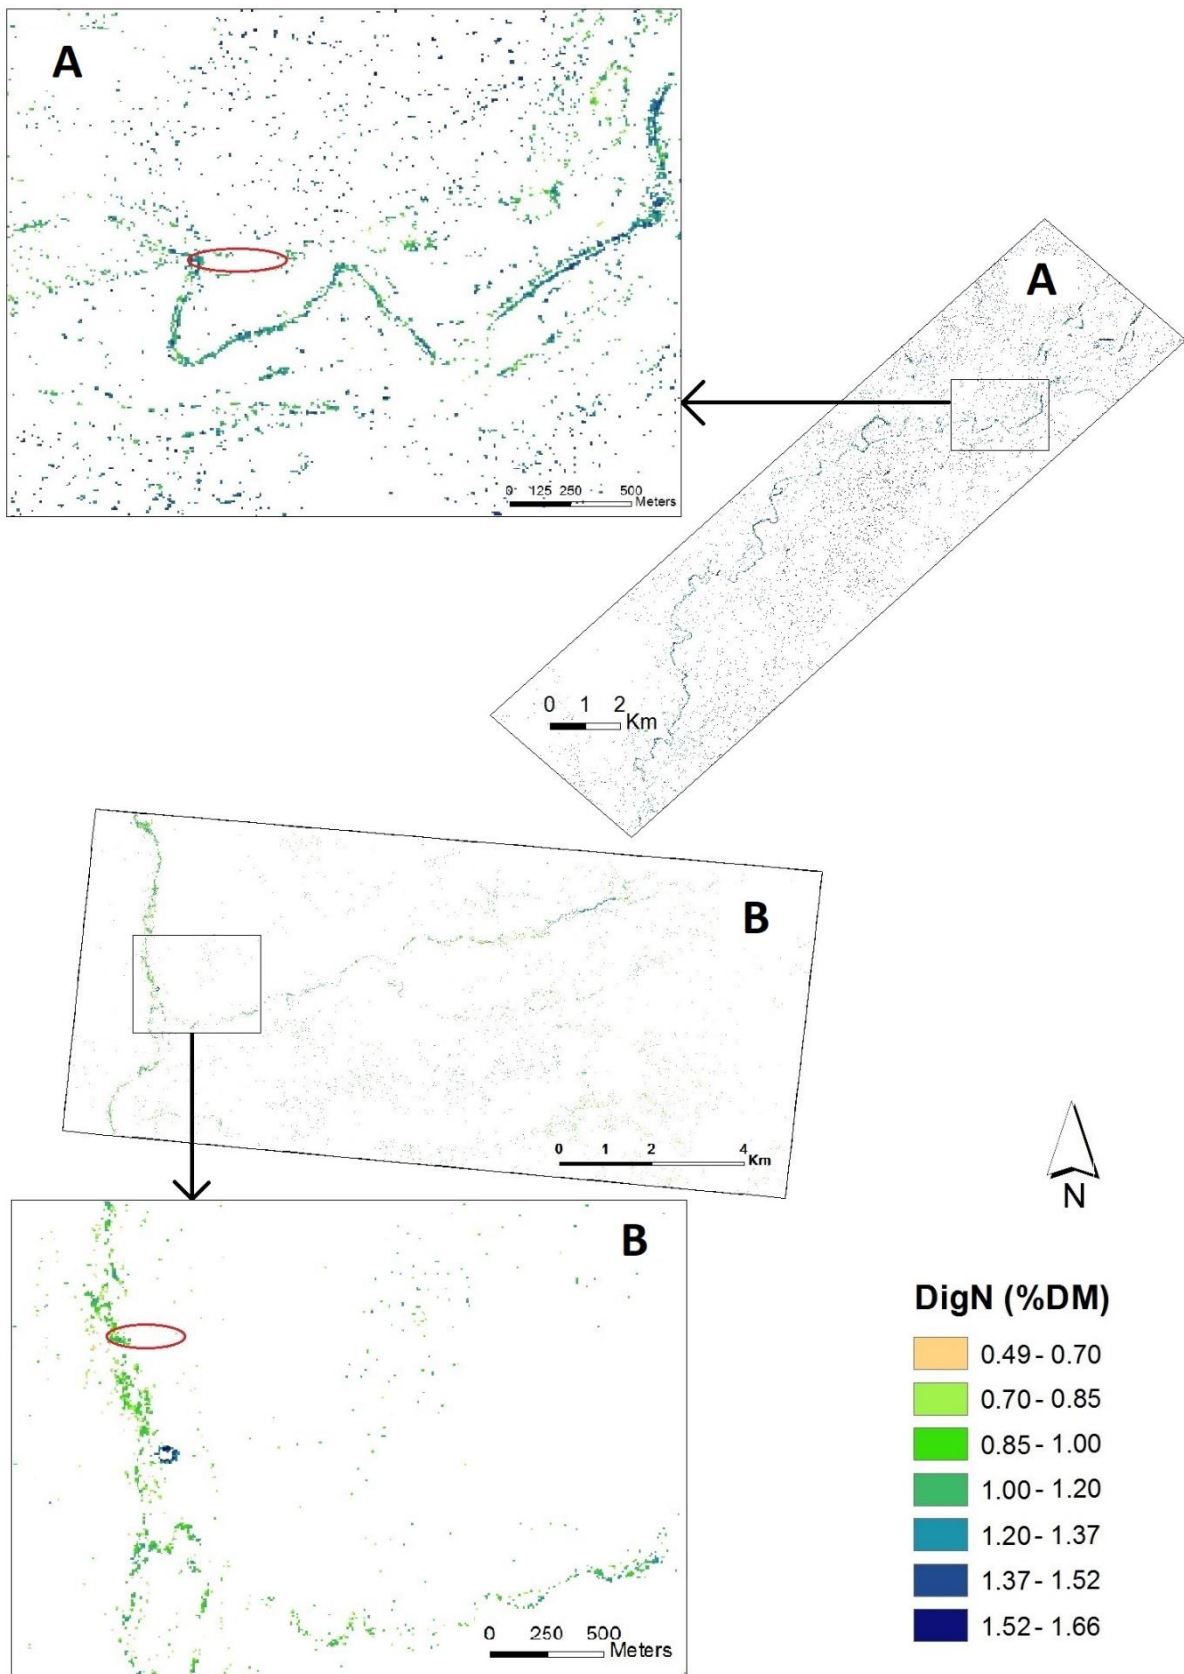 A
0 125 250 500
Meters
A
0 1 2
Km
B
0 1 2 4
Km
B
0 250 500
Meters
N
DigN (%DM)
0.49 - 0.70
0.70 - 0.85
0.85 - 1.00
1.00 - 1.20
1.20 - 1.37
1.37 - 1.52
1.52 - 1.66